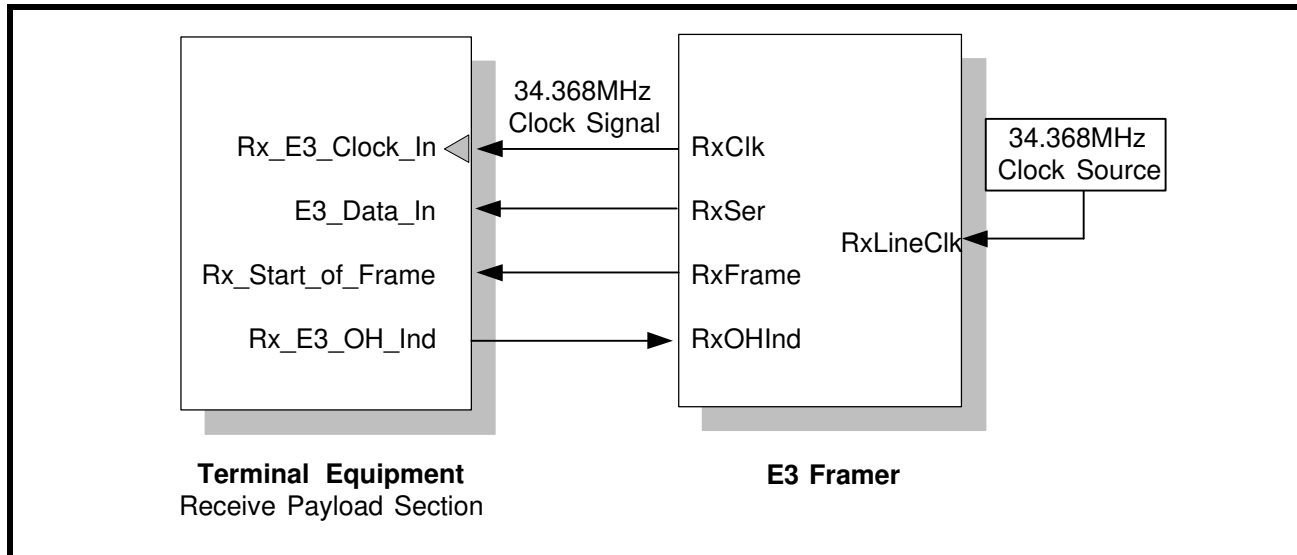 34.368MHz
Clock Signal
Rx_E3_Clock_In
RxClk
34.368MHz
Clock Source
E3_Data_In
RxSer
RxLineClk
Rx_Start_of_Frame
RxFrame
Rx_E3_OH_Ind
RxOHInd
Terminal Equipment
Receive Payload Section
E3 Framer